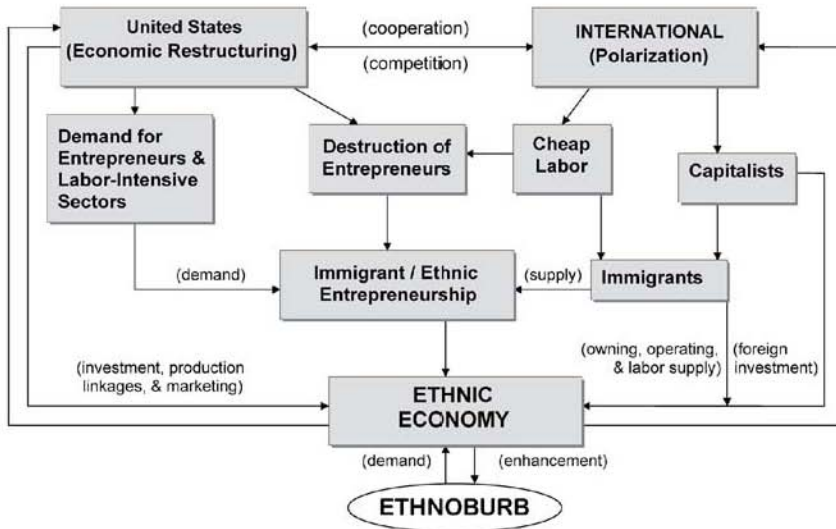 United States
(Economic Restructuring)
(cooperation)
(competition)
INTERNATIONAL
(Polarization)
Demand for
Entrepreneurs &
Labor-Intensive
Sectors
Destruction of
Entrepreneurs
Cheap
Labor
Capitalists
(demand)
Immigrant / Ethnic
Entrepreneurship
(supply)
Immigrants
(investment, production
linkages, & marketing)
(owning, operating,
& labor supply)
(foreign
investment)
ETHNIC
ECONOMY
(demand)
(enhancement)
ETHNOBURB